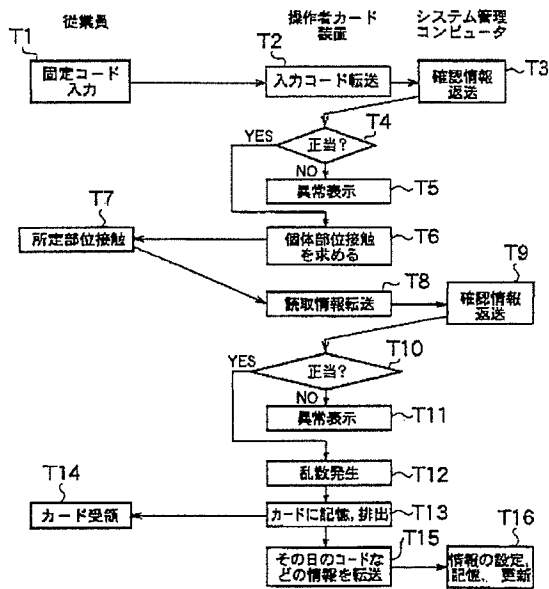 従業員
操作者カード
装置
システム管理
コンピュータ
T1
固定コード
入力
T2
入力コード転送
T3
確認情報
返送
T4
正当?
YES
NO
T5
異常表示
T7
所定部位接触
T6
個体部位接触
を求める
T8
読取情報転送
T9
確認情報
返送
T10
正当?
YES
NO
T11
異常表示
T12
乱数発生
T14
カード受領
T13
カードに記憶,排出
T15
その日のコードな
どの情報を転送
T16
情報の設定,
記憶、更新